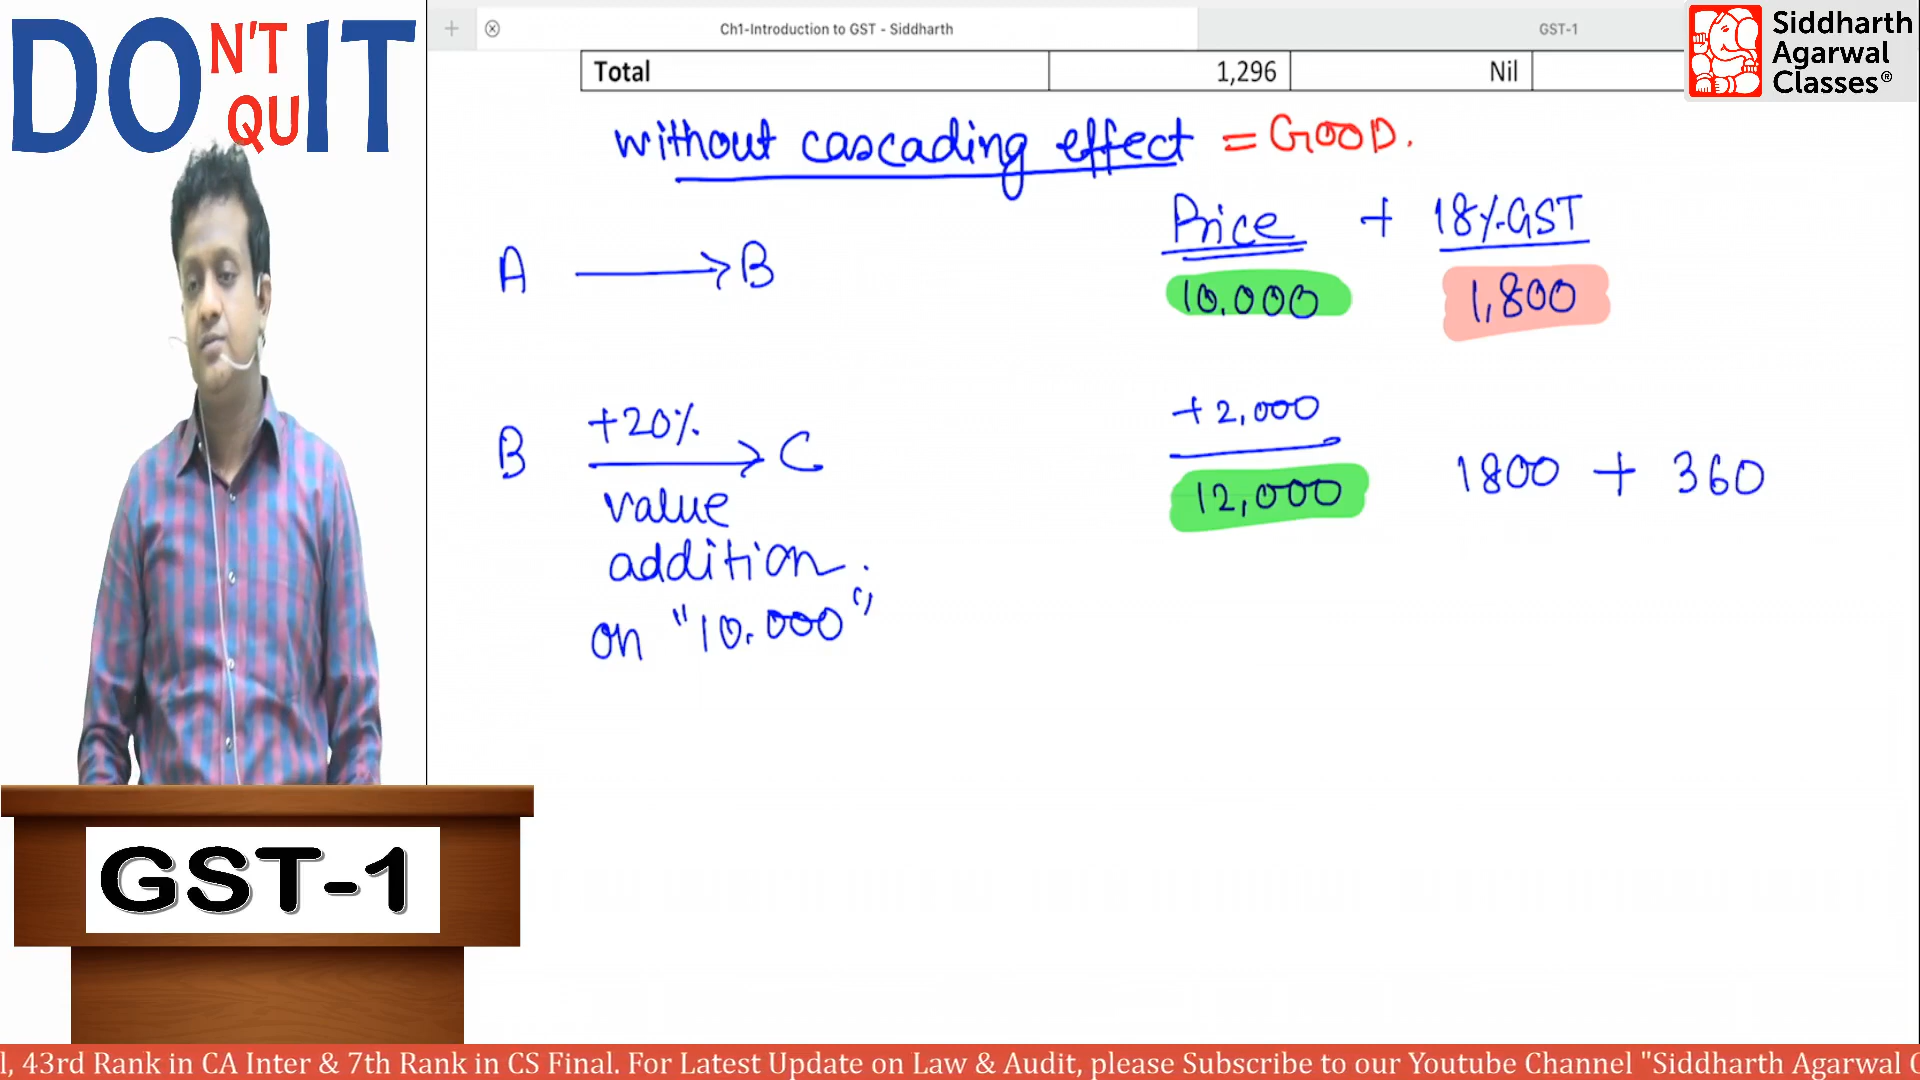 DON'T QUIT
Ch1-Introduction to GST - Siddharth
GST-1
Siddharth
Agarwal
Classes®
Total 1,296 Nil
without cascading effect = GOOD.
Price + 18% GST
A → B
10,000 1,800
+20%
+2,000
B → C
12,000 1800 + 360
value
addition.
on "10,000"
GST-1
l, 43rd Rank in CA Inter & 7th Rank in CS Final. For Latest Update on Law & Audit, please Subscribe to our Youtube Channel "Siddharth Agarwal C